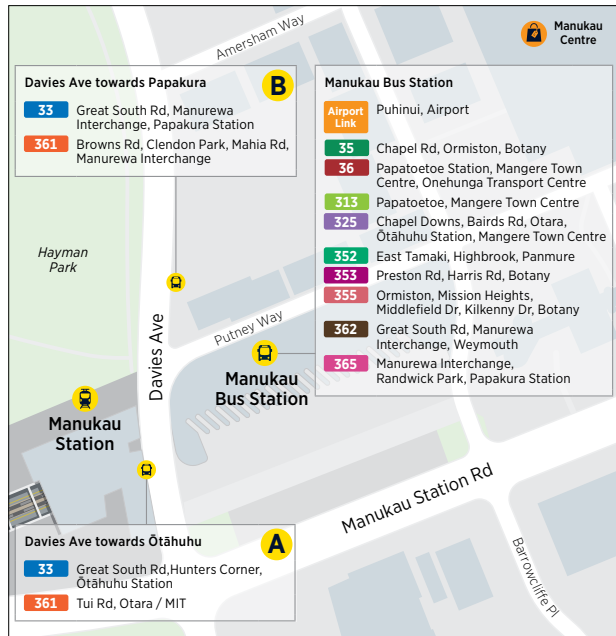 Amersham Way
Manukau
Centre
Davies Ave towards Papakura
B
33 Great South Rd, Manurewa
Interchange, Papakura Station
361 Browns Rd, Clendon Park, Mahia Rd,
Manurewa Interchange
Manukau Bus Station
Airport
Link
Puhinui, Airport
35 Chapel Rd, Ormiston, Botany
36 Papatoetoe Station, Mangere Town
Centre, Onehunga Transport Centre
313 Papatoetoe, Mangere Town Centre
325 Chapel Downs, Bairds Rd, Otara,
Ōtāhuhu Station, Mangere Town Centre
352 East Tamaki, Highbrook, Panmure
353 Preston Rd, Harris Rd, Botany
355 Ormiston, Mission Heights,
Middlefield Dr, Kilkenny Dr, Botany
362 Great South Rd, Manurewa
Interchange, Weymouth
365 Manurewa Interchange,
Randwick Park, Papakura Station
Hayman
Park
Davies Ave
Putney Way
Manukau
Bus Station
Manukau
Station
Manukau Station Rd
Barrowcliffe Pl
Davies Ave towards Ōtāhuhu
A
33 Great South Rd,Hunters Corner,
Ōtāhuhu Station
361 Tui Rd, Otara / MIT